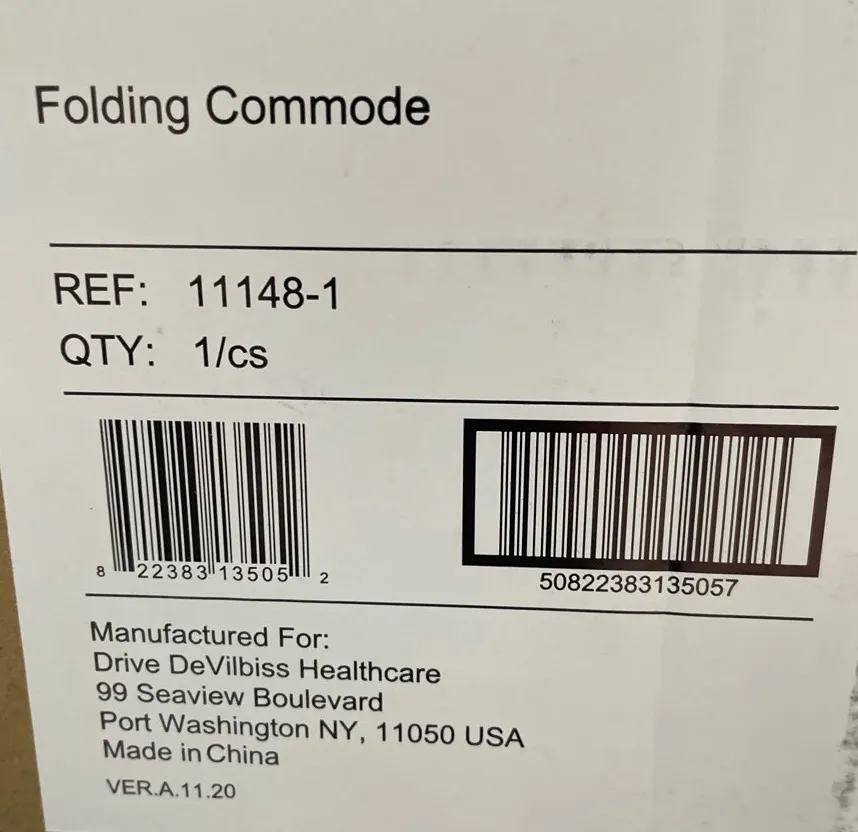 Folding Commode
REF: 11148-1
QTY: 1/cs
8 22383 13505 2
50822383135057
Manufactured For:
Drive DeVilbiss Healthcare
99 Seaview Boulevard
Port Washington NY, 11050 USA
Made in China
VER.A.11.20